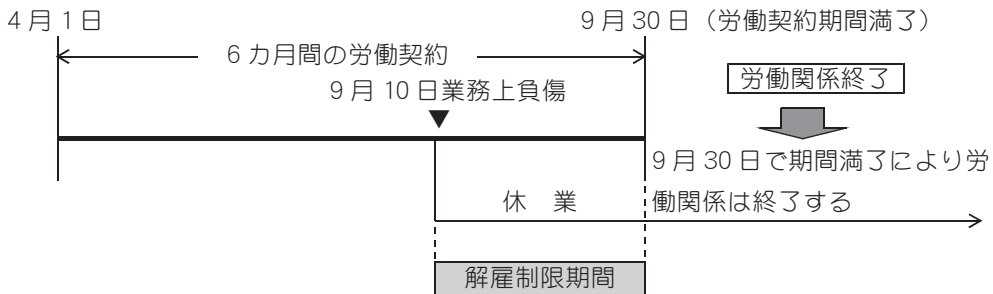 4月1日
9月30日（労働契約期間満了）
6カ月間の労働契約
労働関係終了
9月10日業務上負傷
9月30日で期間満了により労
働関係は終了する
休　業
解雇制限期間